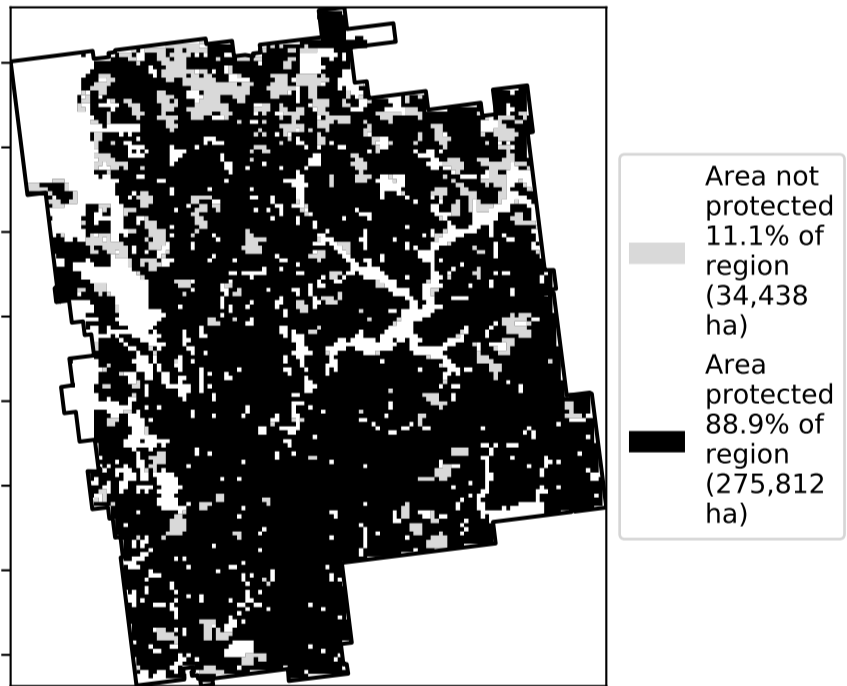 Area not
protected
11.1% of
region
(34,438
ha)
Area
protected
88.9% of
region
(275,812
ha)